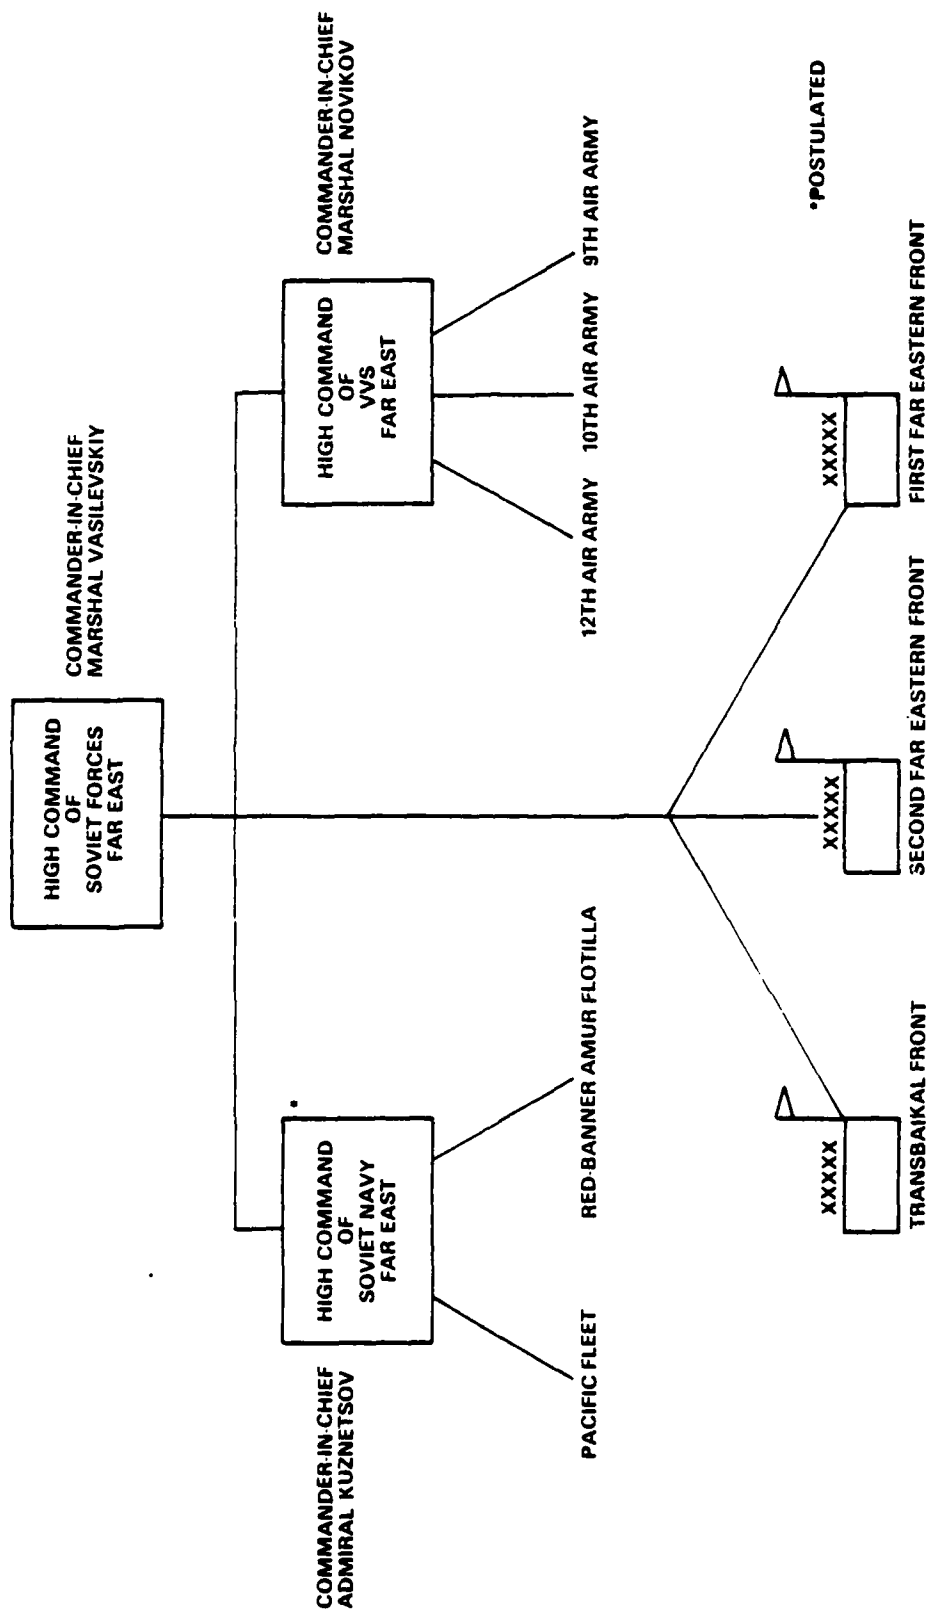 COMMANDER-IN-CHIEF
MARSHAL VASILEVSKIY
HIGH COMMAND
OF
SOVIET FORCES
FAR EAST
COMMANDER-IN-CHIEF
ADMIRAL KUZNETSOV
HIGH COMMAND
OF
SOVIET NAVY
FAR EAST
*
COMMANDER-IN-CHIEF
MARSHAL NOVIKOV
HIGH COMMAND
OF
VVS
FAR EAST
PACIFIC FLEET
RED-BANNER AMUR FLOTILLA
12TH AIR ARMY
10TH AIR ARMY
9TH AIR ARMY
XXXXX
TRANSBAIKAL FRONT
XXXXX
SECOND FAR EASTERN FRONT
XXXXX
FIRST FAR EASTERN FRONT
*POSTULATED